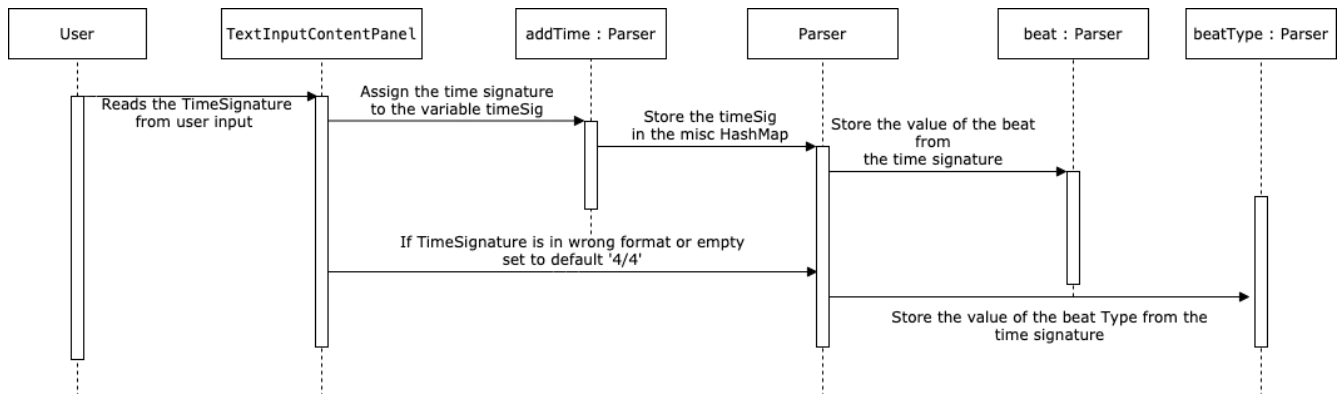 User
TextInputContentPanel
addTime : Parser
Parser
beat : Parser
beatType : Parser
Reads the TimeSignature
from user input
Assign the time signature
to the variable timeSig
Store the timeSig
in the misc HashMap
Store the value of the beat
from
the time signature
If TimeSignature is in wrong format or empty
set to default '4/4'
Store the value of the beat Type from the
time signature